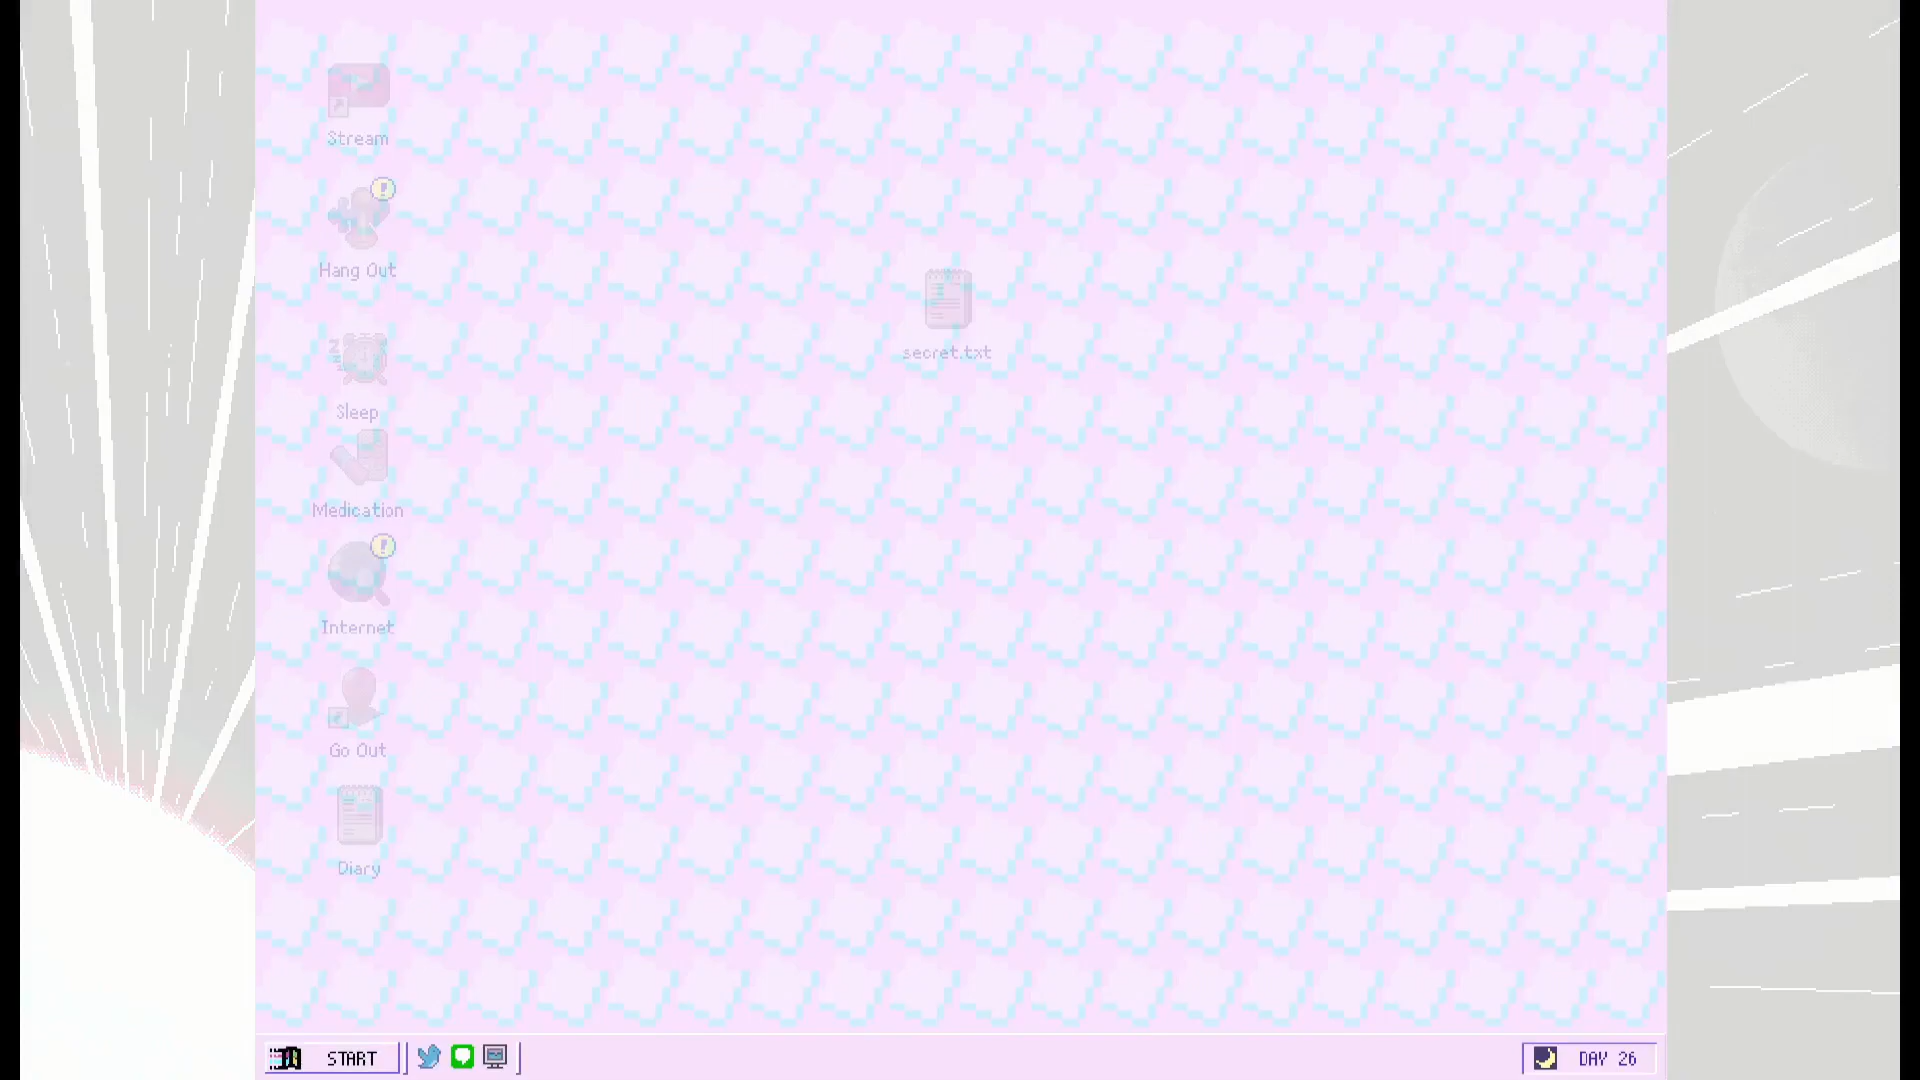 Stream
Hang Out
secret.txt
Sleep
Medication
Internet
Go Out
Diary
START
DAY 26